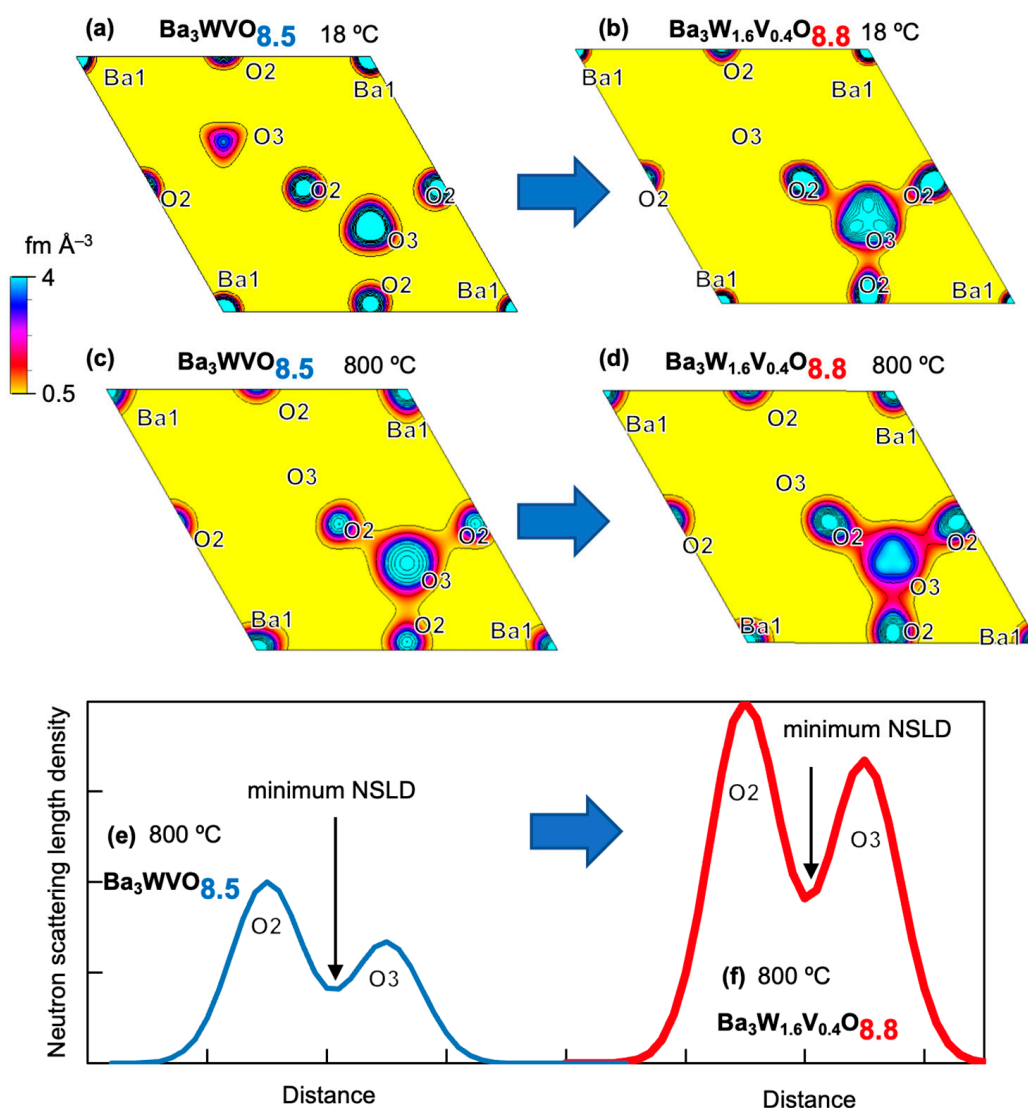 (a) Ba₃WVO8.5 18 ºC
Ba1
O2
Ba1
O3
O2
O2
O2
O3
Ba1
O2
Ba1
(b) Ba₃W₁.₆V₀.₄O8.8 18 ºC
Ba1
O2
Ba1
O3
O2
O2
O2
O3
Ba1
O2
Ba1
fm Å⁻³
4
0.5
(c) Ba₃WVO8.5 800 ºC
Ba1
O2
Ba1
O3
O2
O2
O2
O3
Ba1
O2
Ba1
(d) Ba₃W₁.₆V₀.₄O8.8 800 ºC
Ba1
O2
Ba1
O3
O2
O2
O2
O3
Ba1
O2
Ba1
Neutron scattering length density
minimum NSLD
(e) 800 ºC
Ba₃WVO8.5
O2
O3
Distance
minimum NSLD
O2
O3
(f) 800 ºC
Ba₃W₁.₆V₀.₄O8.8
Distance